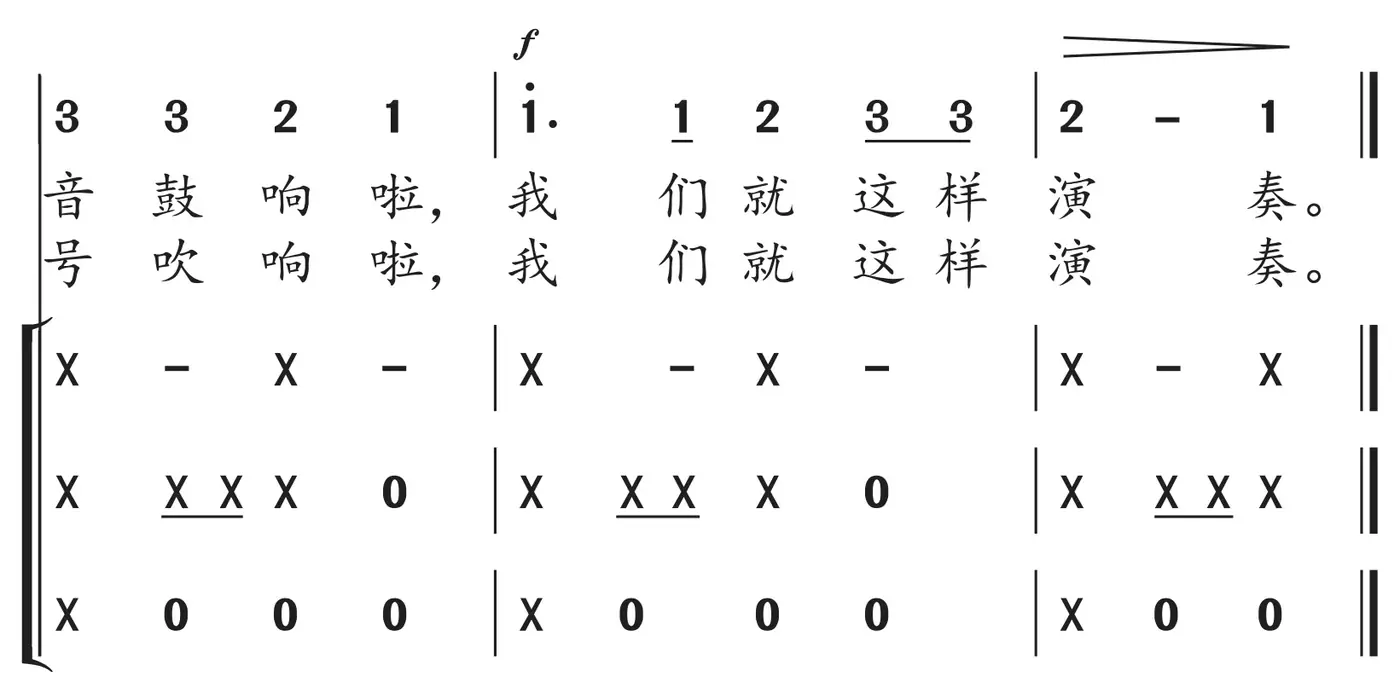 f
3 3 2 1 | i. 1 2 3 3 | 2 – 1
音 鼓 响 啦， 我 们 就 这 样 演 奏。
号 吹 响 啦， 我 们 就 这 样 演 奏。
X – X – | X – X – | X – X
X X X X 0 | X X X X 0 | X X X X
X 0 0 0 | X 0 0 0 | X 0 0